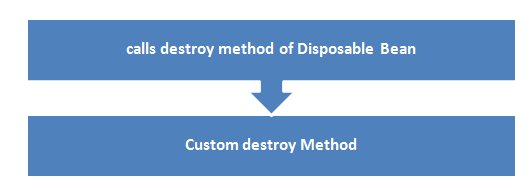 calls destroy method of Disposable Bean
Custom destroy Method